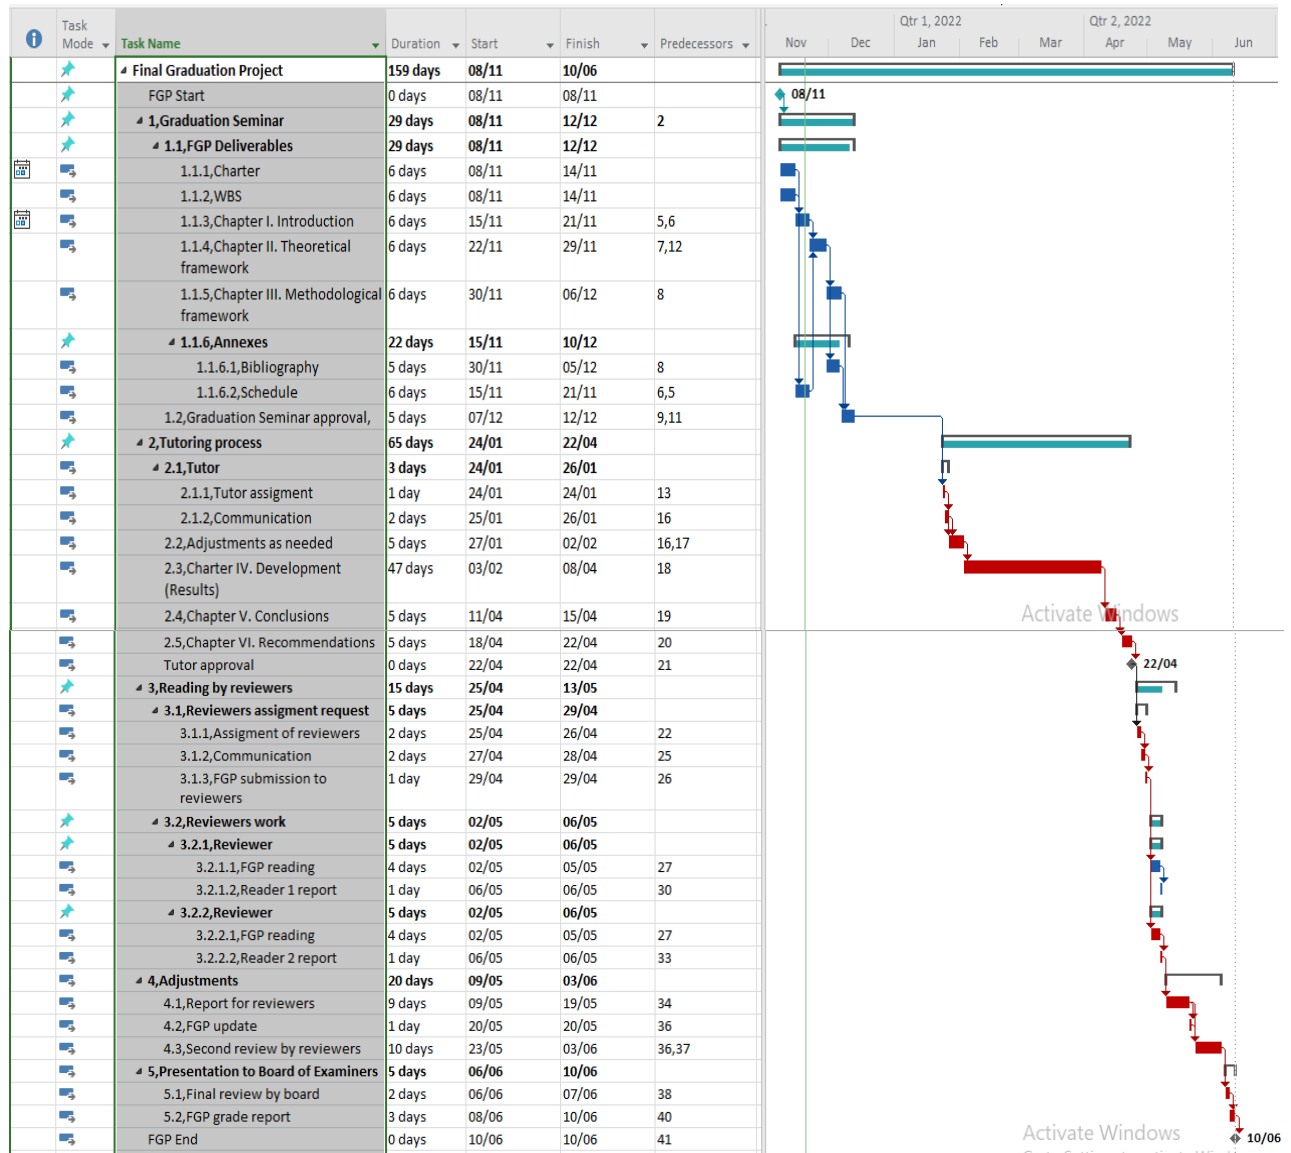 Qtr 1, 2022 Qtr 2, 2022
Task
Mode Task Name Duration Start Finish Predecessors Nov Dec Jan Feb Mar Apr May Jun
Final Graduation Project 159 days 08/11 10/06
FGP Start 0 days 08/11 08/11 08/11
1,Graduation Seminar 29 days 08/11 12/12 2
1.1,FGP Deliverables 29 days 08/11 12/12
1.1.1,Charter 6 days 08/11 14/11
1.1.2,WBS 6 days 08/11 14/11
1.1.3,Chapter I. Introduction 6 days 15/11 21/11 5,6
1.1.4,Chapter II. Theoretical 6 days 22/11 29/11 7,12
framework
1.1.5,Chapter III. Methodological 6 days 30/11 06/12 8
framework
1.1.6,Annexes 22 days 15/11 10/12
1.1.6.1,Bibliography 5 days 30/11 05/12 8
1.1.6.2,Schedule 6 days 15/11 21/11 6,5
1.2,Graduation Seminar approval, 5 days 07/12 12/12 9,11
2,Tutoring process 65 days 24/01 22/04
2.1,Tutor 3 days 24/01 26/01
2.1.1,Tutor assigment 1 day 24/01 24/01 13
2.1.2,Communication 2 days 25/01 26/01 16
2.2,Adjustments as needed 5 days 27/01 02/02 16,17
2.3,Charter IV. Development 47 days 03/02 08/04 18
(Results)
2.4,Chapter V. Conclusions 5 days 11/04 15/04 19 Activate Windows
2.5,Chapter VI. Recommendations 5 days 18/04 22/04 20
Tutor approval 0 days 22/04 22/04 21 22/04
3,Reading by reviewers 15 days 25/04 13/05
3.1,Reviewers assigment request 5 days 25/04 29/04
3.1.1,Assigment of reviewers 2 days 25/04 26/04 22
3.1.2,Communication 2 days 27/04 28/04 25
3.1.3,FGP submission to 1 day 29/04 29/04 26
reviewers
3.2,Reviewers work 5 days 02/05 06/05
3.2.1,Reviewer 5 days 02/05 06/05
3.2.1.1,FGP reading 4 days 02/05 05/05 27
3.2.1.2,Reader 1 report 1 day 06/05 06/05 30
3.2.2,Reviewer 5 days 02/05 06/05
3.2.2.1,FGP reading 4 days 02/05 05/05 27
3.2.2.2,Reader 2 report 1 day 06/05 06/05 33
4,Adjustments 20 days 09/05 03/06
4.1,Report for reviewers 9 days 09/05 19/05 34
4.2,FGP update 1 day 20/05 20/05 36
4.3,Second review by reviewers 10 days 23/05 03/06 36,37
5,Presentation to Board of Examiners 5 days 06/06 10/06
5.1,Final review by board 2 days 06/06 07/06 38
5.2,FGP grade report 3 days 08/06 10/06 40
FGP End 0 days 10/06 10/06 41 Activate Windows 10/06